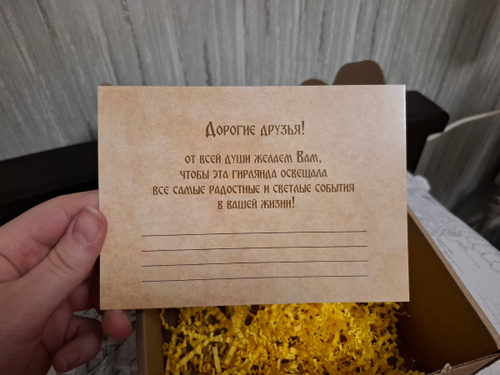 Дорогие друзья!
от всей души желаем Вам,
чтобы эта гирлянда освещала
все самые радостные и светлые события
в вашей жизни!